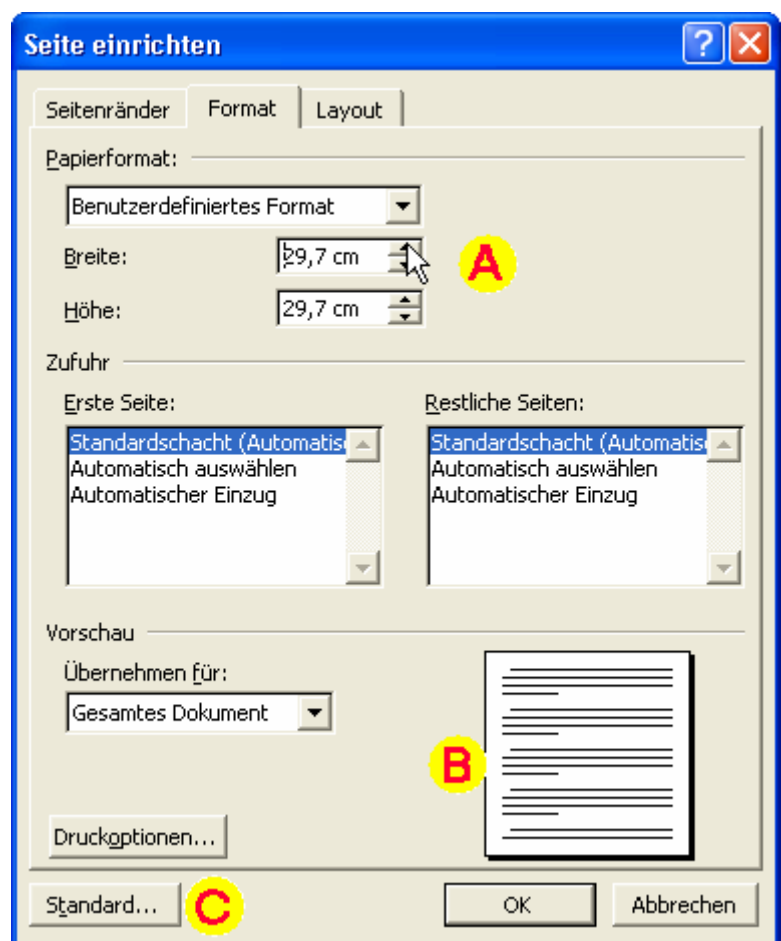 Seite einrichten
Seitenränder Format Layout
Papierformat:
Benutzerdefiniertes Format
Breite: 29,7 cm A
Höhe: 29,7 cm
Zufuhr
Erste Seite: Restliche Seiten:
Standardschacht (Automatisc Standardschacht (Automatisc
Automatisch auswählen Automatisch auswählen
Automatischer Einzug Automatischer Einzug
Vorschau
Übernehmen für:
Gesamtes Dokument
B
Druckoptionen...
Standard... C OK Abbrechen